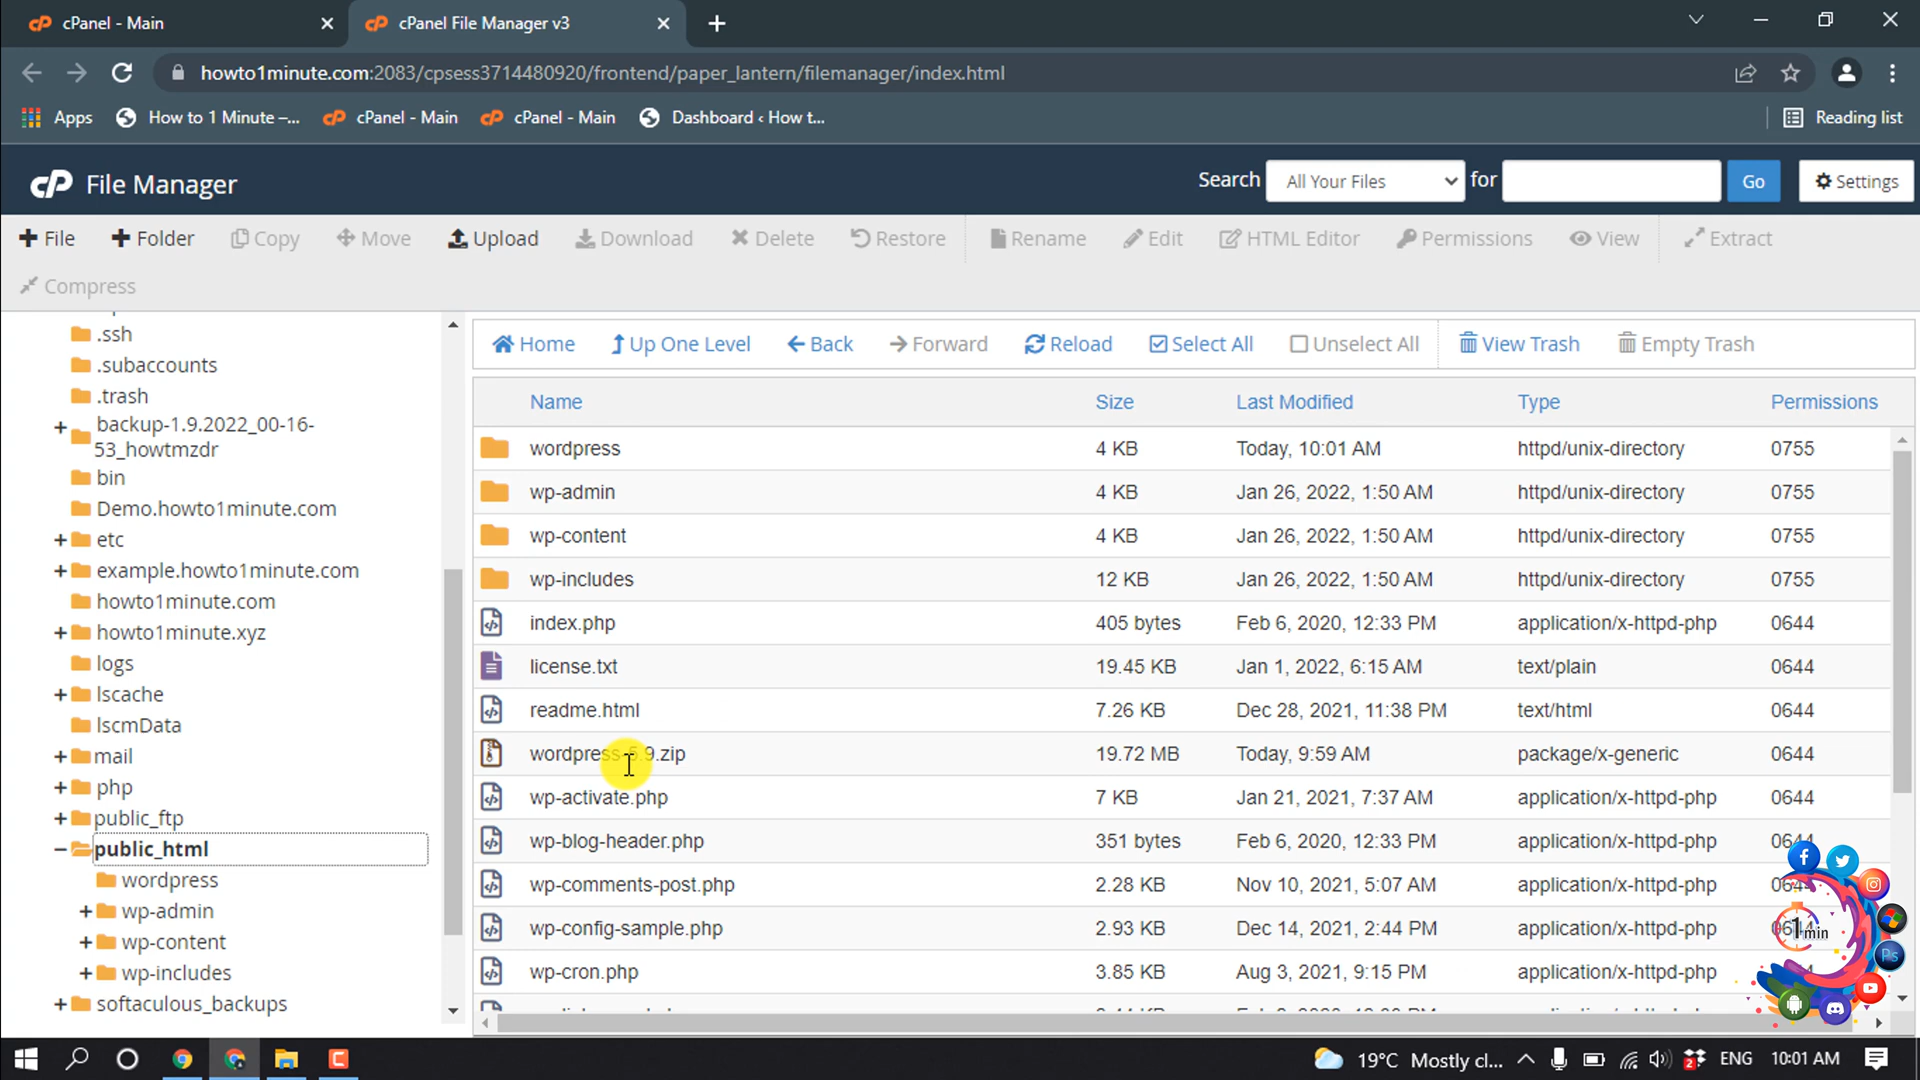 cPanel - Main
cPanel File Manager v3
howto1minute.com:2083/cpsess3714480920/frontend/paper_lantern/filemanager/index.html
Apps How to 1 Minute –... cPanel - Main cPanel - Main Dashboard ‹ How t... Reading list
cP File Manager
Search All Your Files for Go Settings
File Folder Copy Move Upload Download Delete Restore Rename Edit HTML Editor Permissions View Extract
Compress
.ssh
.subaccounts
.trash
backup-1.9.2022_00-16-
53_howtmzdr
bin
Demo.howto1minute.com
etc
example.howto1minute.com
howto1minute.com
howto1minute.xyz
logs
lscache
lscmData
mail
php
public_ftp
public_html
wordpress
wp-admin
wp-content
wp-includes
softaculous_backups
Home Up One Level Back Forward Reload Select All Unselect All View Trash Empty Trash
Name Size Last Modified Type Permissions
wordpress 4 KB Today, 10:01 AM httpd/unix-directory 0755
wp-admin 4 KB Jan 26, 2022, 1:50 AM httpd/unix-directory 0755
wp-content 4 KB Jan 26, 2022, 1:50 AM httpd/unix-directory 0755
wp-includes 12 KB Jan 26, 2022, 1:50 AM httpd/unix-directory 0755
index.php 405 bytes Feb 6, 2020, 12:33 PM application/x-httpd-php 0644
license.txt 19.45 KB Jan 1, 2022, 6:15 AM text/plain 0644
readme.html 7.26 KB Dec 28, 2021, 11:38 PM text/html 0644
wordpress-5.9.zip 19.72 MB Today, 9:59 AM package/x-generic 0644
wp-activate.php 7 KB Jan 21, 2021, 7:37 AM application/x-httpd-php 0644
wp-blog-header.php 351 bytes Feb 6, 2020, 12:33 PM application/x-httpd-php 0644
wp-comments-post.php 2.28 KB Nov 10, 2021, 5:07 AM application/x-httpd-php
wp-config-sample.php 2.93 KB Dec 14, 2021, 2:44 PM application/x-httpd-php
wp-cron.php 3.85 KB Aug 3, 2021, 9:15 PM application/x-httpd-php
1min
Ps
19°C Mostly cl... 2 ENG 10:01 AM